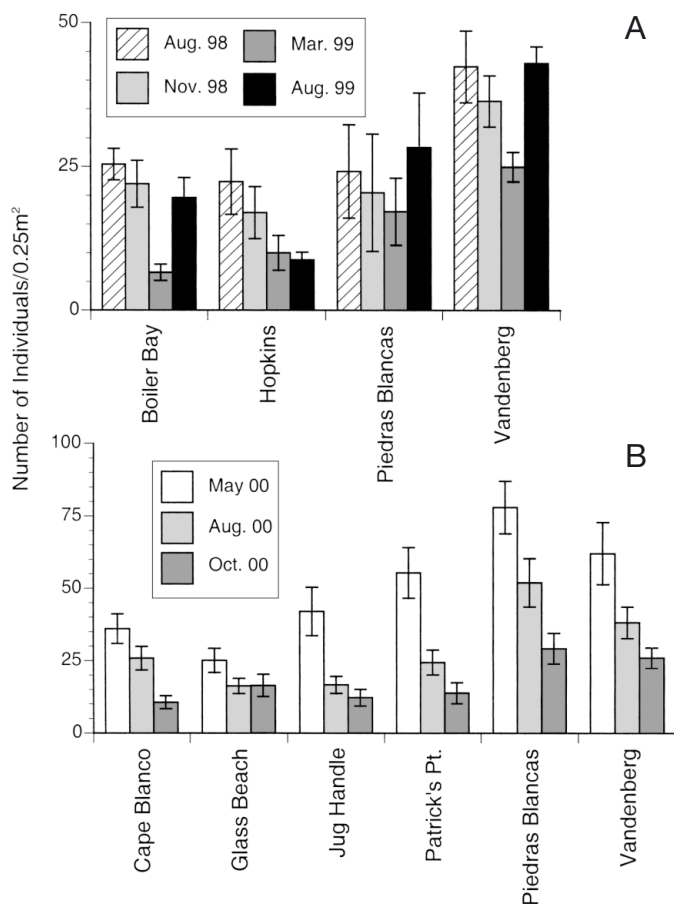 A
50
25
0
Aug. 98
Mar. 99
Nov. 98
Aug. 99
Number of Individuals/0.25m²
Boiler Bay
Hopkins
Piedras Blancas
Vandenberg
B
100
75
50
25
0
May 00
Aug. 00
Oct. 00
Cape Blanco
Glass Beach
Jug Handle
Patrick's Pt.
Piedras Blancas
Vandenberg